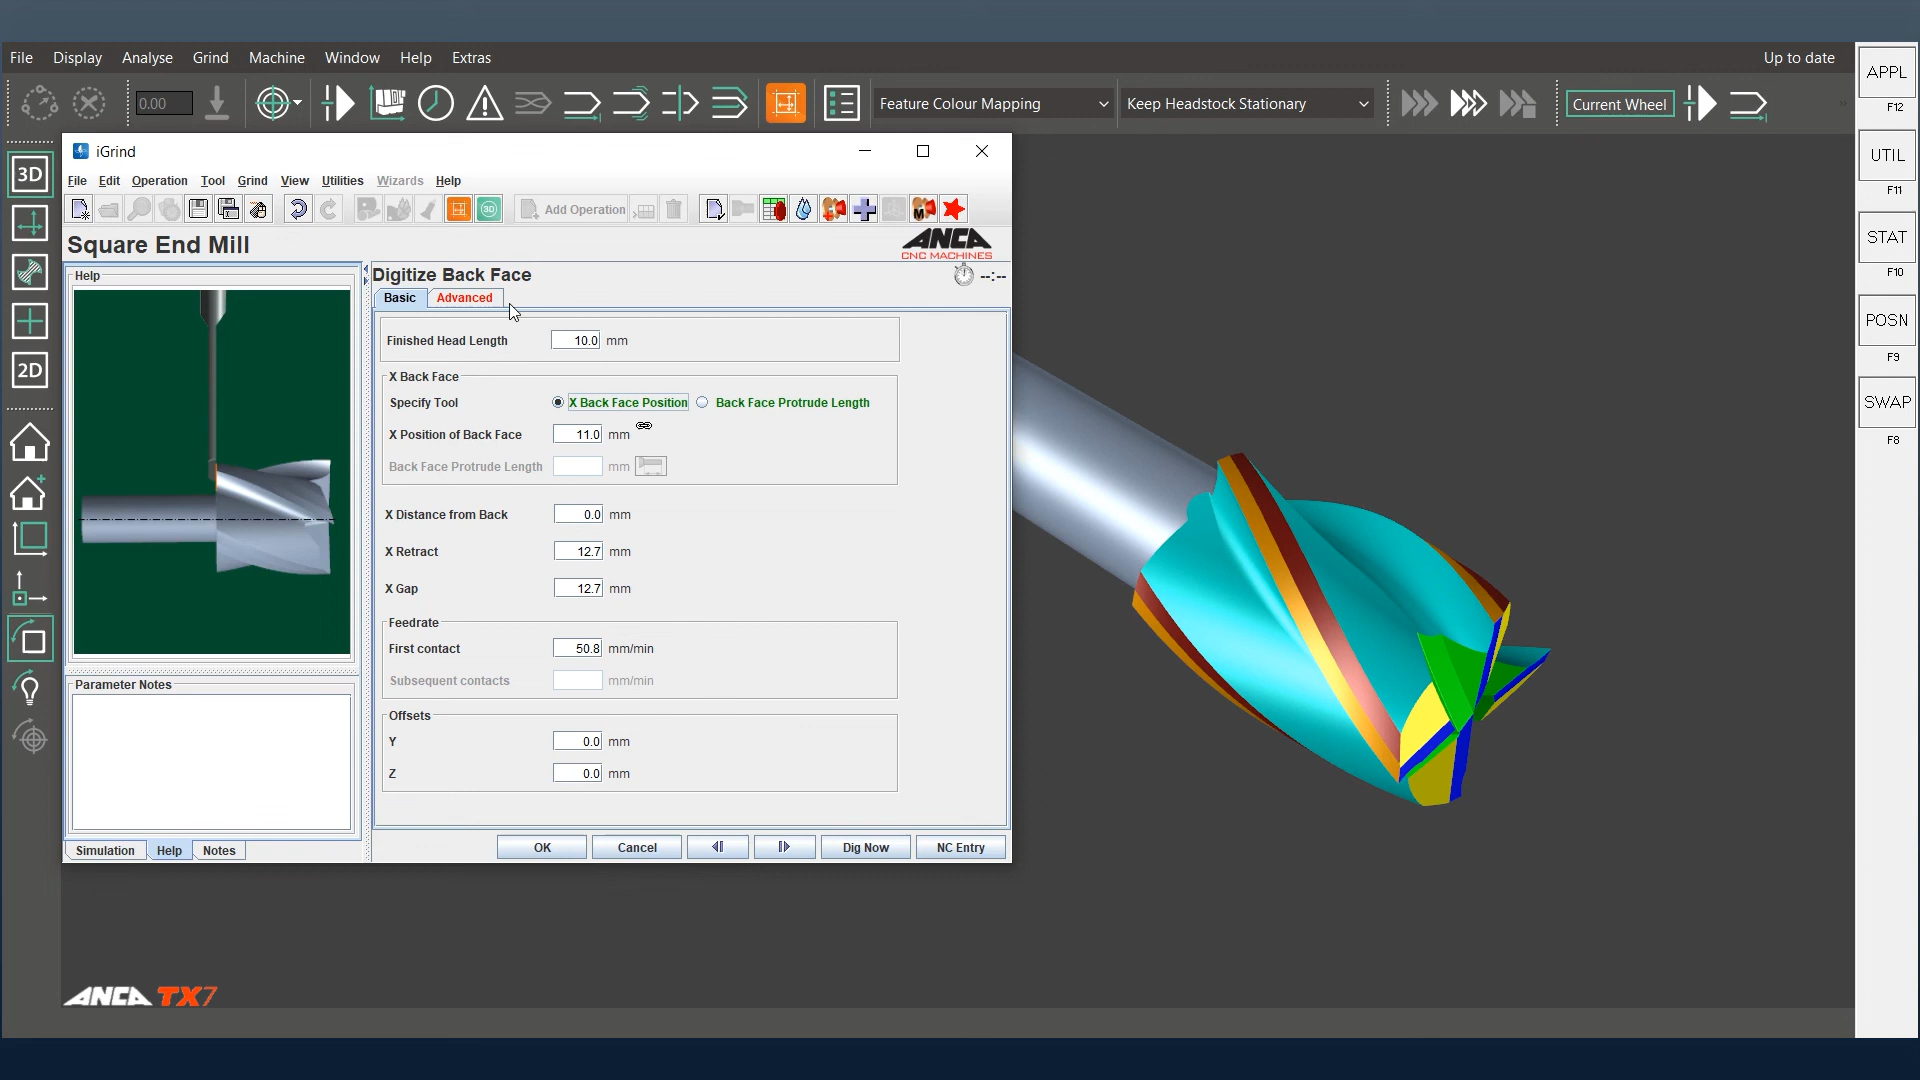 File Display Analyse Grind Machine Window Help Extras Up to date
0.00 Feature Colour Mapping Keep Headstock Stationary Current Wheel
APPL
F12
UTIL
F11
STAT
F10
POSN
F9
SWAP
F8
3D
2D
iGrind
File Edit Operation Tool Grind View Utilities Wizards Help
3D Add Operation M
Square End Mill
ANCA
CNC MACHINES
Help
Digitize Back Face --:--
Basic Advanced
Finished Head Length 10.0 mm
X Back Face
Specify Tool X Back Face Position Back Face Protrude Length
X Position of Back Face 11.0 mm
Back Face Protrude Length mm
X Distance from Back 0.0 mm
X Retract 12.7 mm
X Gap 12.7 mm
Feedrate
First contact 50.8 mm/min
Subsequent contacts mm/min
Offsets
Y 0.0 mm
Z 0.0 mm
Parameter Notes
Simulation Help Notes
OK Cancel Dig Now NC Entry
ANCA TX7